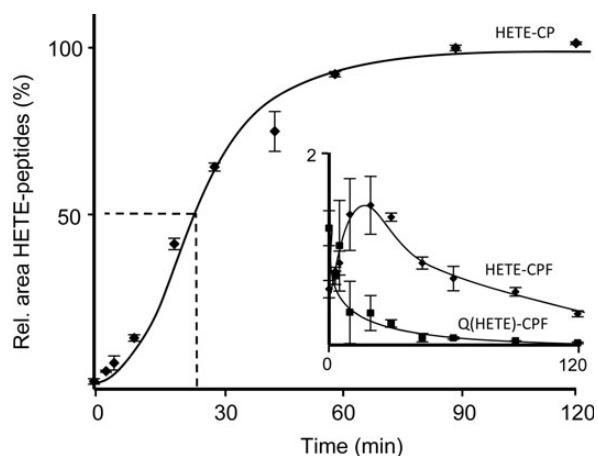 HETE-CP
100
50
Rel. area HETE-peptides (%)
2
HETE-CPF
Q(HETE)-CPF
0
120
0
30
60
90
120
Time (min)